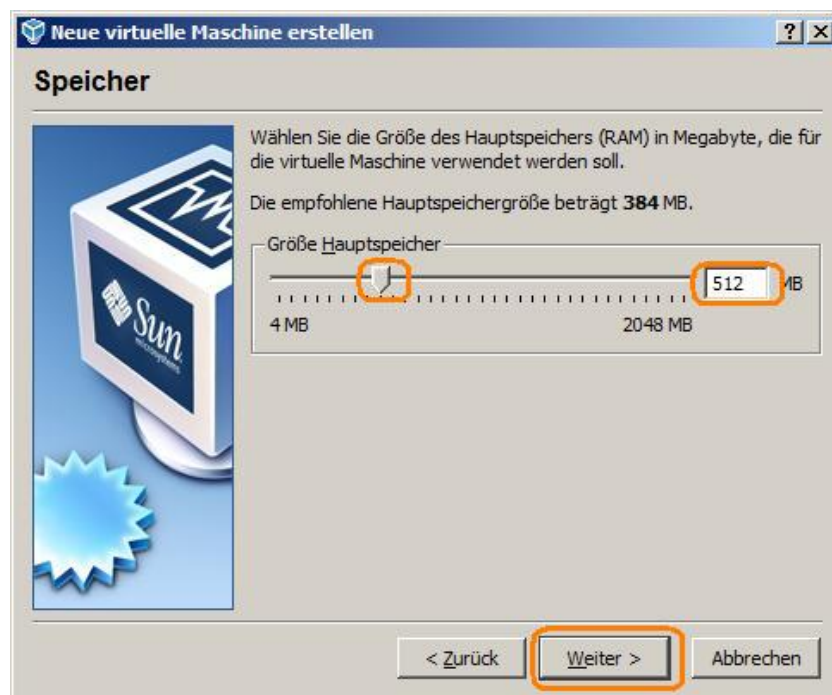 Neue virtuelle Maschine erstellen
Speicher
Wählen Sie die Größe des Hauptspeichers (RAM) in Megabyte, die für
die virtuelle Maschine verwendet werden soll.
Die empfohlene Hauptspeichergröße beträgt 384 MB.
Größe Hauptspeicher
512 MB
4 MB 2048 MB
Sun
microsystems
< Zurück Weiter > Abbrechen